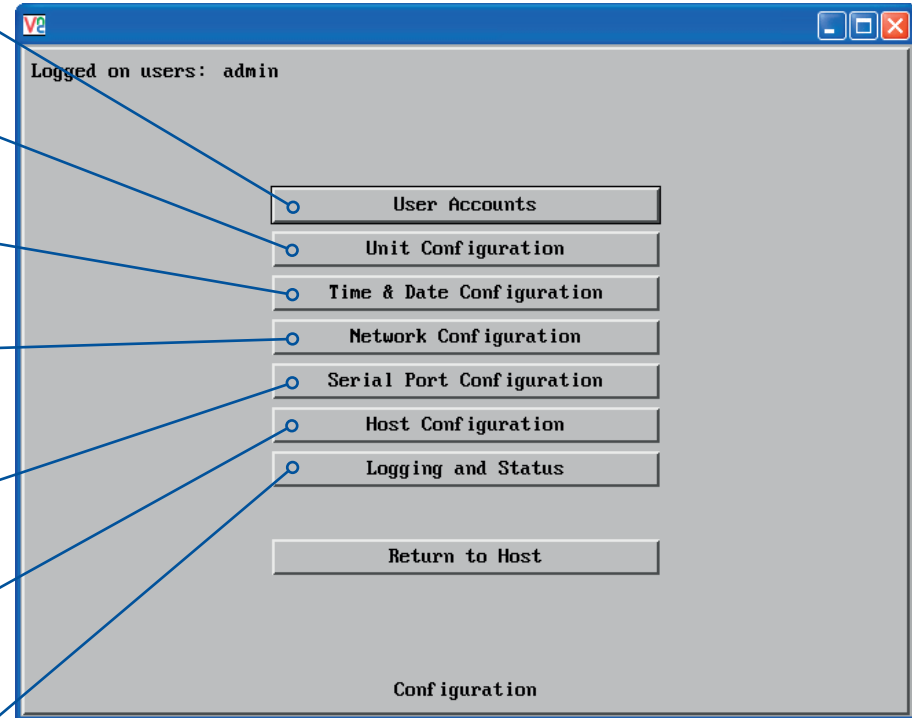 VC
Logged on users: admin
User Accounts
Unit Configuration
Time & Date Configuration
Network Configuration
Serial Port Configuration
Host Configuration
Logging and Status
Return to Host
Configuration